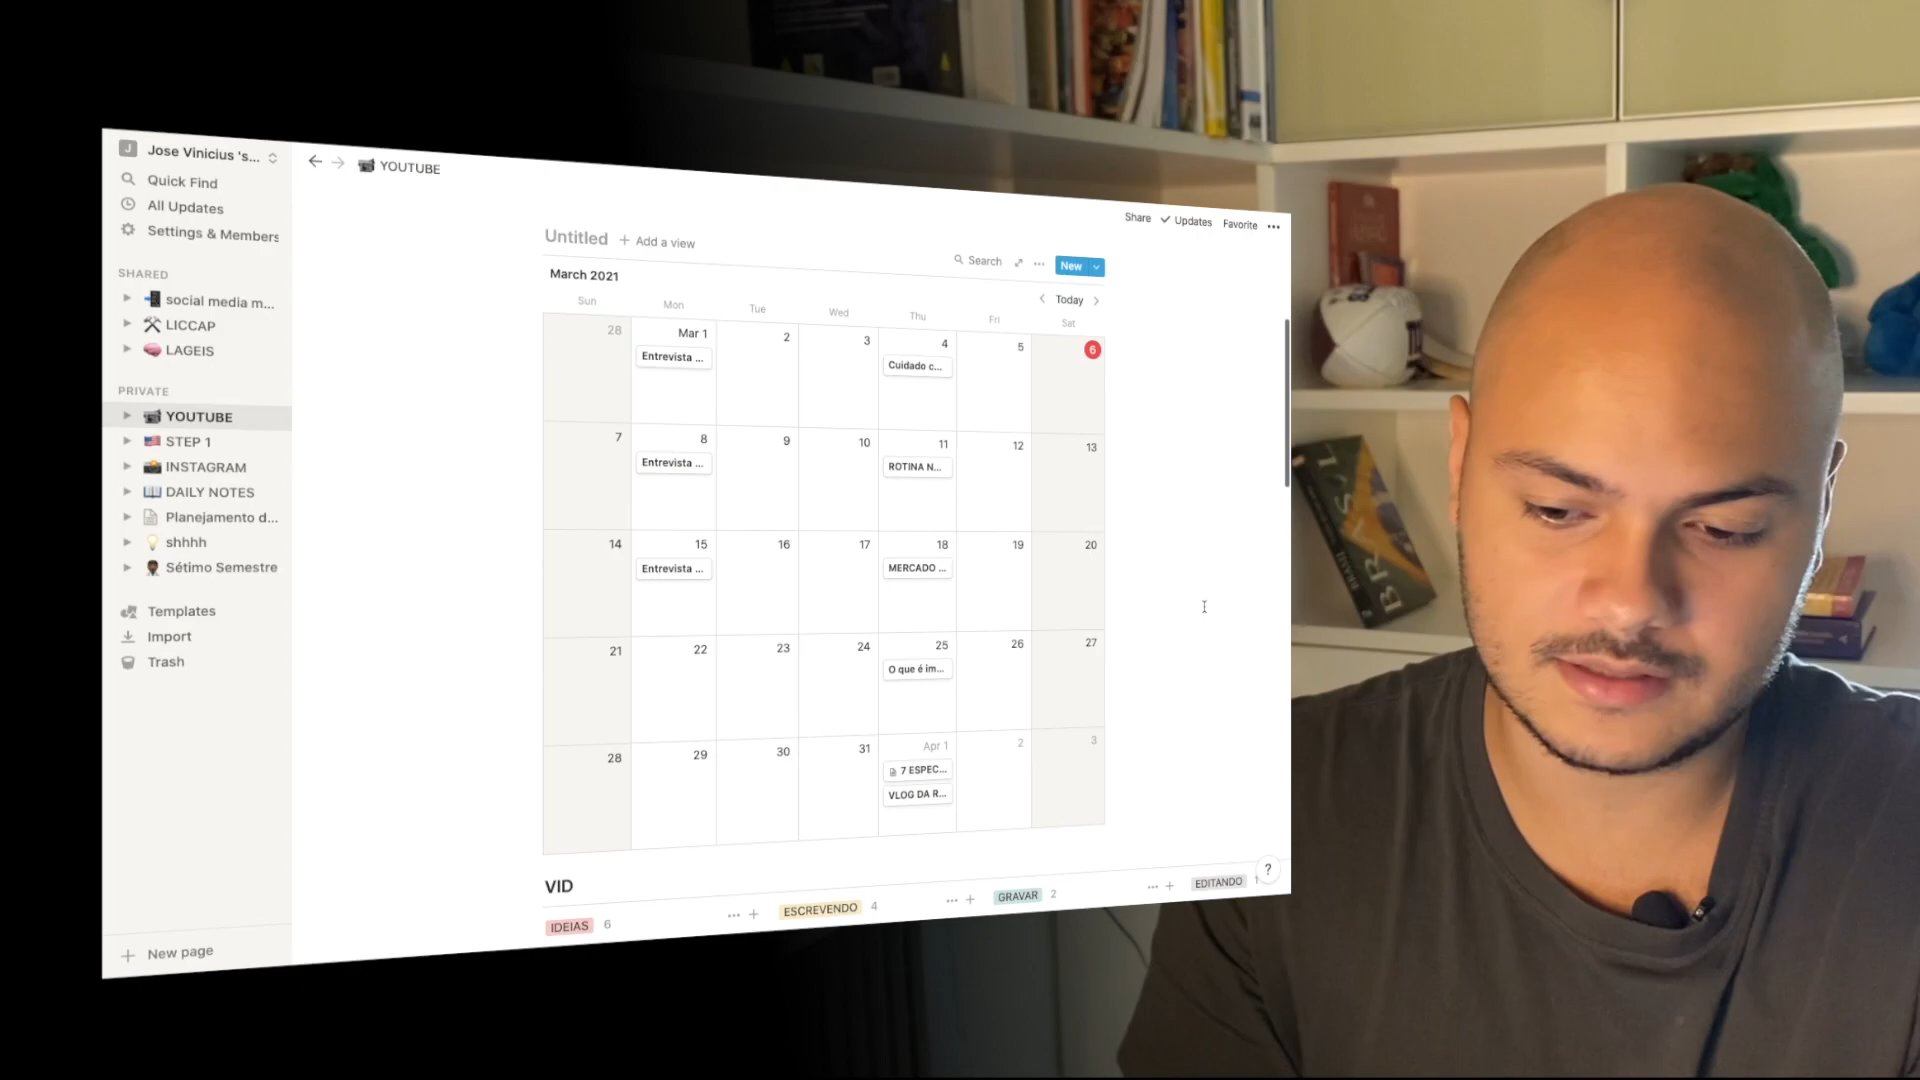 J Jose Vinicius 's...
Quick Find
All Updates
Settings & Members
SHARED
social media m...
LICCAP
LAGEIS
PRIVATE
YOUTUBE
STEP 1
INSTAGRAM
DAILY NOTES
Planejamento d...
shhhh
Sétimo Semestre
Templates
Import
Trash
New page
YOUTUBE
Share Updates Favorite
Untitled + Add a view
Search New
March 2021
Today
Sun Mon Tue Wed Thu Fri Sat
28 Mar 1 2 3 4 5 6
Entrevista ... Cuidado c...
7 8 9 10 11 12 13
Entrevista ... ROTINA N...
14 15 16 17 18 19 20
Entrevista ... MERCADO ...
21 22 23 24 25 26 27
O que é im...
28 29 30 31 Apr 1 2 3
7 ESPEC...
VLOG DA R...
VID
IDEIAS 6 ... + ESCREVENDO 4 ... + GRAVAR 2 ... + EDITANDO 1
?
BRASIL